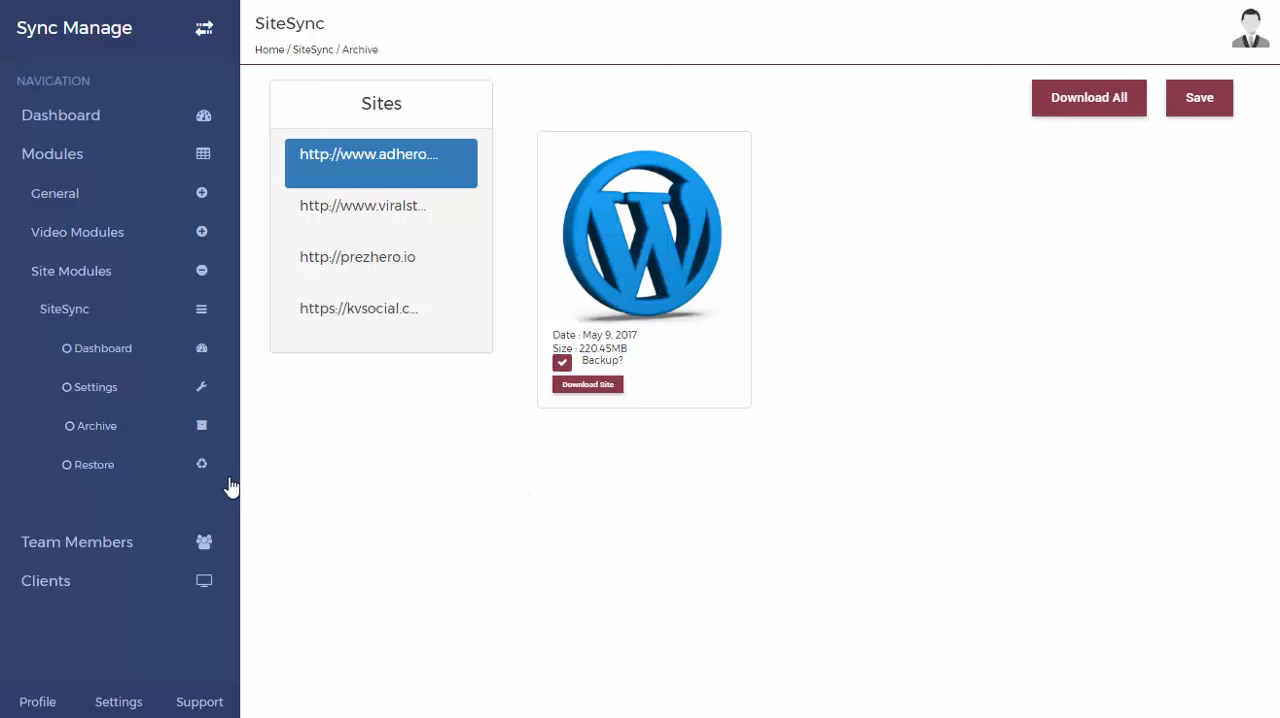 Sync Manage
NAVIGATION
Dashboard
Modules
General
Video Modules
Site Modules
SiteSync
Dashboard
Settings
Archive
Restore
Team Members
Clients
Profile Settings Support
SiteSync
Home / SiteSync / Archive
Sites
http://www.adhero....
http://www.viralst...
http://prezhero.io
https://kvsocial.c...
Download All Save
W
Date : May 9, 2017
Size : 220.45MB
Backup?
Download Site